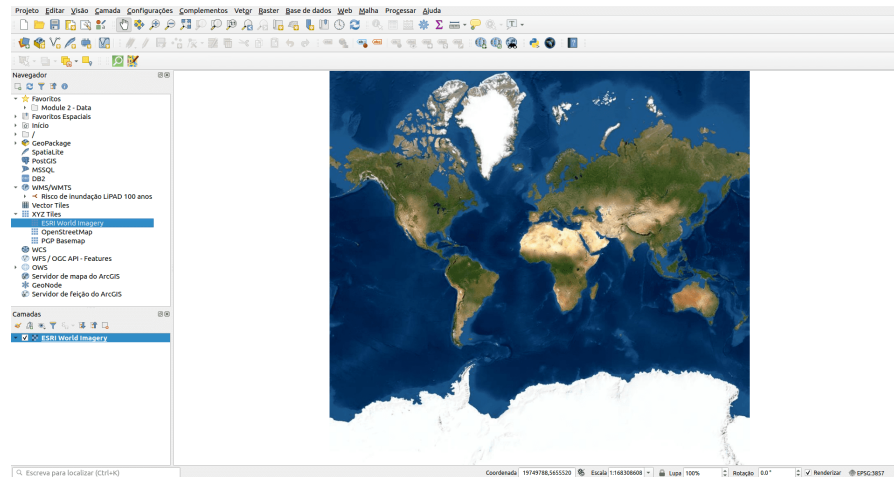 Projeto Editar Visão Camada Configurações Complementos Vetor Raster Base de dados Web Malha Processar Ajuda
Navegador
Favoritos
Module 2 - Data
Favoritos Espaciais
Início
/
GeoPackage
SpatiaLite
PostGIS
MSSQL
DB2
WMS/WMTS
Risco de inundação LiPAD 100 anos
Vector Tiles
XYZ Tiles
ESRI World Imagery
OpenStreetMap
PGP Basemap
WCS
WFS / OGC API - Features
OWS
Servidor de mapa do ArcGIS
GeoNode
Servidor de feição do ArcGIS
Camadas
ESRI World Imagery
Escreva para localizar (Ctrl+K)
Coordenada 19749788,5655520 Escala 1:168308608 Lupa 100% Rotação 0.0° Renderizar EPSG:3857